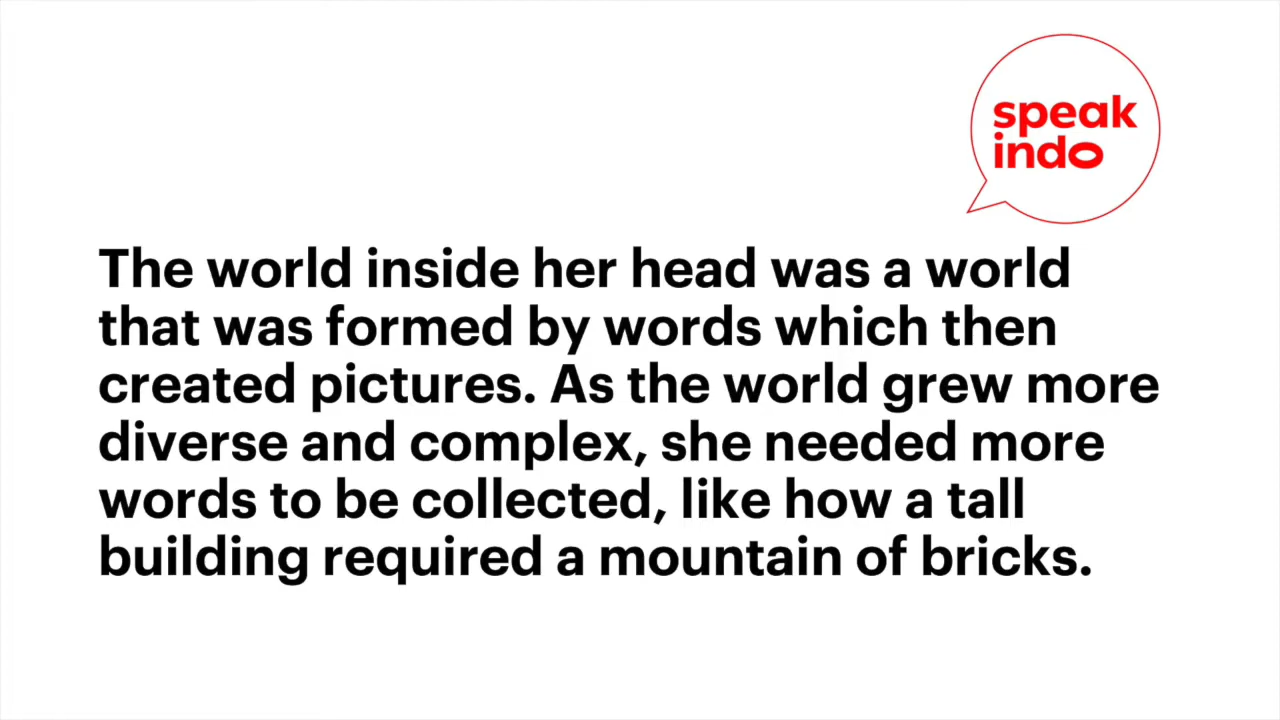 speak
indo
The world inside her head was a world
that was formed by words which then
created pictures. As the world grew more
diverse and complex, she needed more
words to be collected, like how a tall
building required a mountain of bricks.